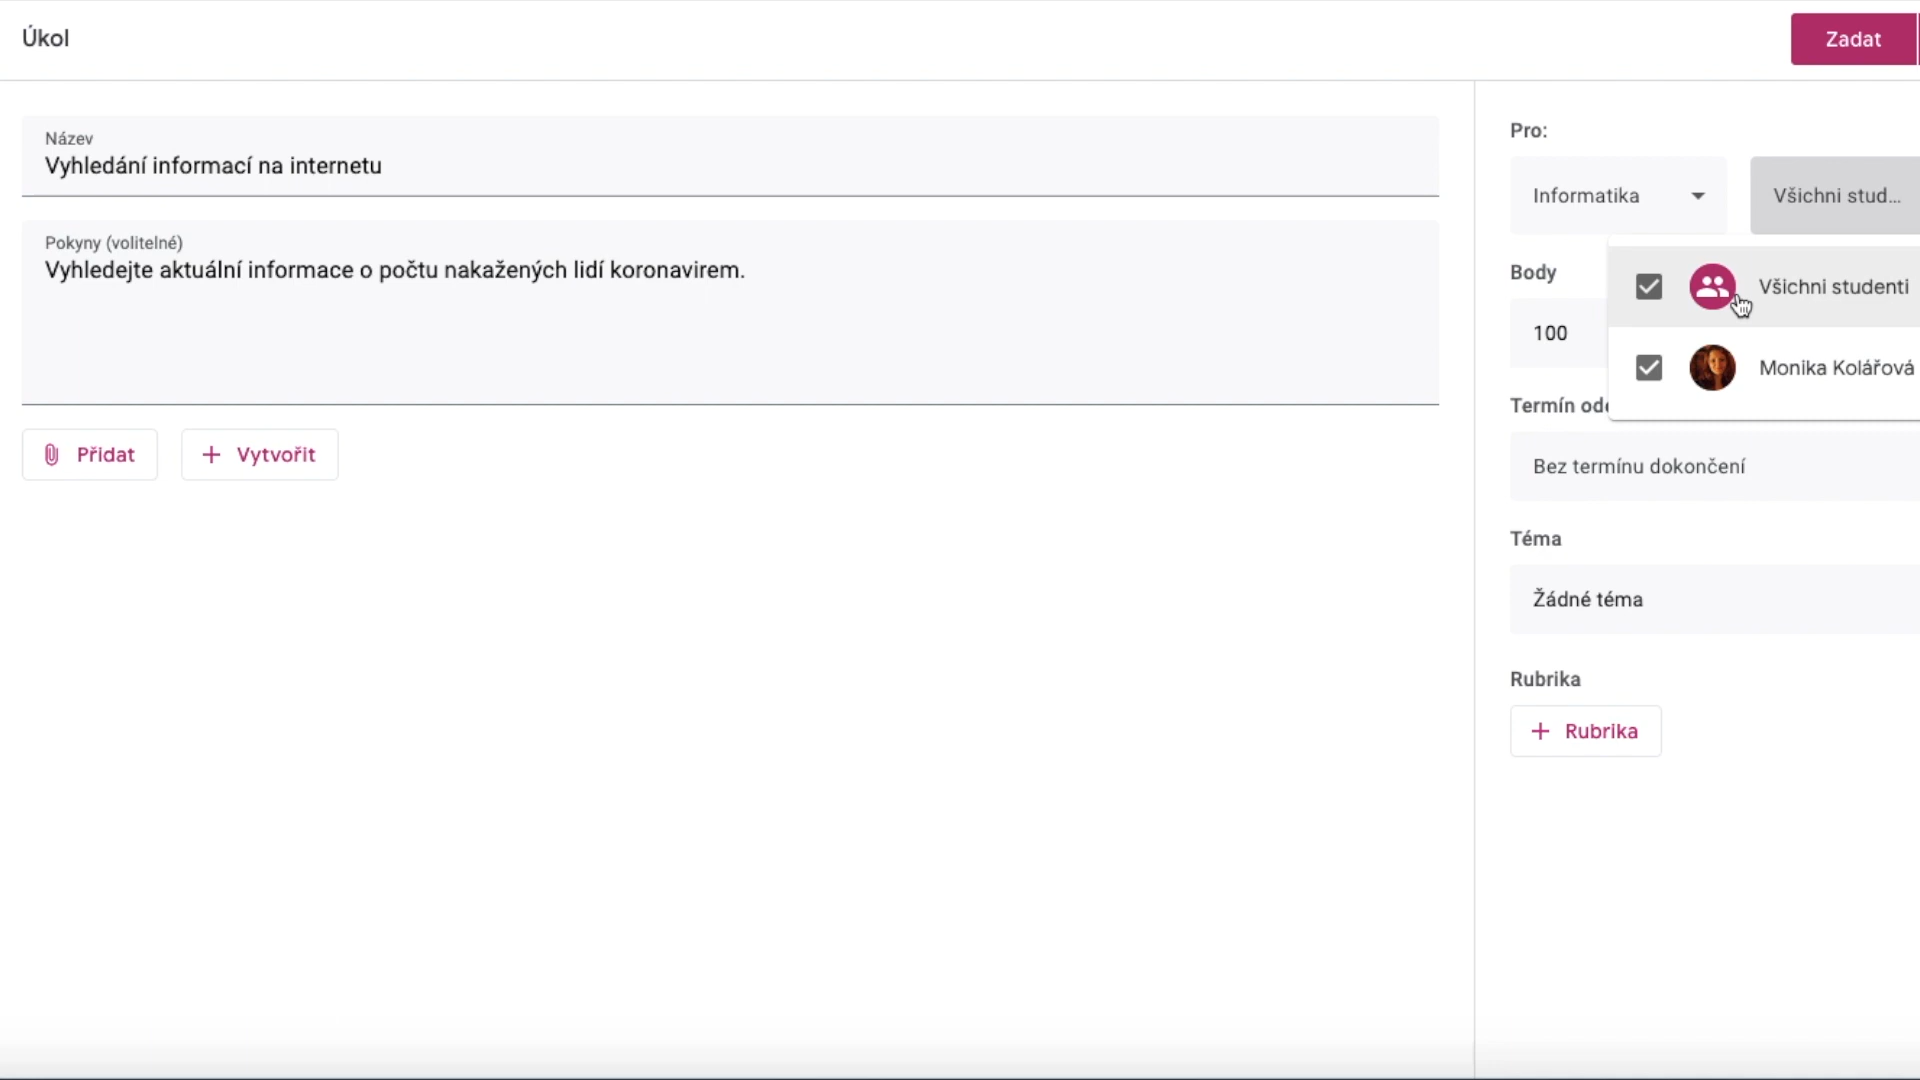 Úkol
Zadat
Název
Vyhledání informací na internetu
Pokyny (volitelné)
Vyhledejte aktuální informace o počtu nakažených lidí koronavirem.
Přidat
Vytvořit
Pro:
Informatika
Všichni stud...
Body
100
Všichni studenti
Monika Kolářová
Termín ode
Bez termínu dokončení
Téma
Žádné téma
Rubrika
Rubrika